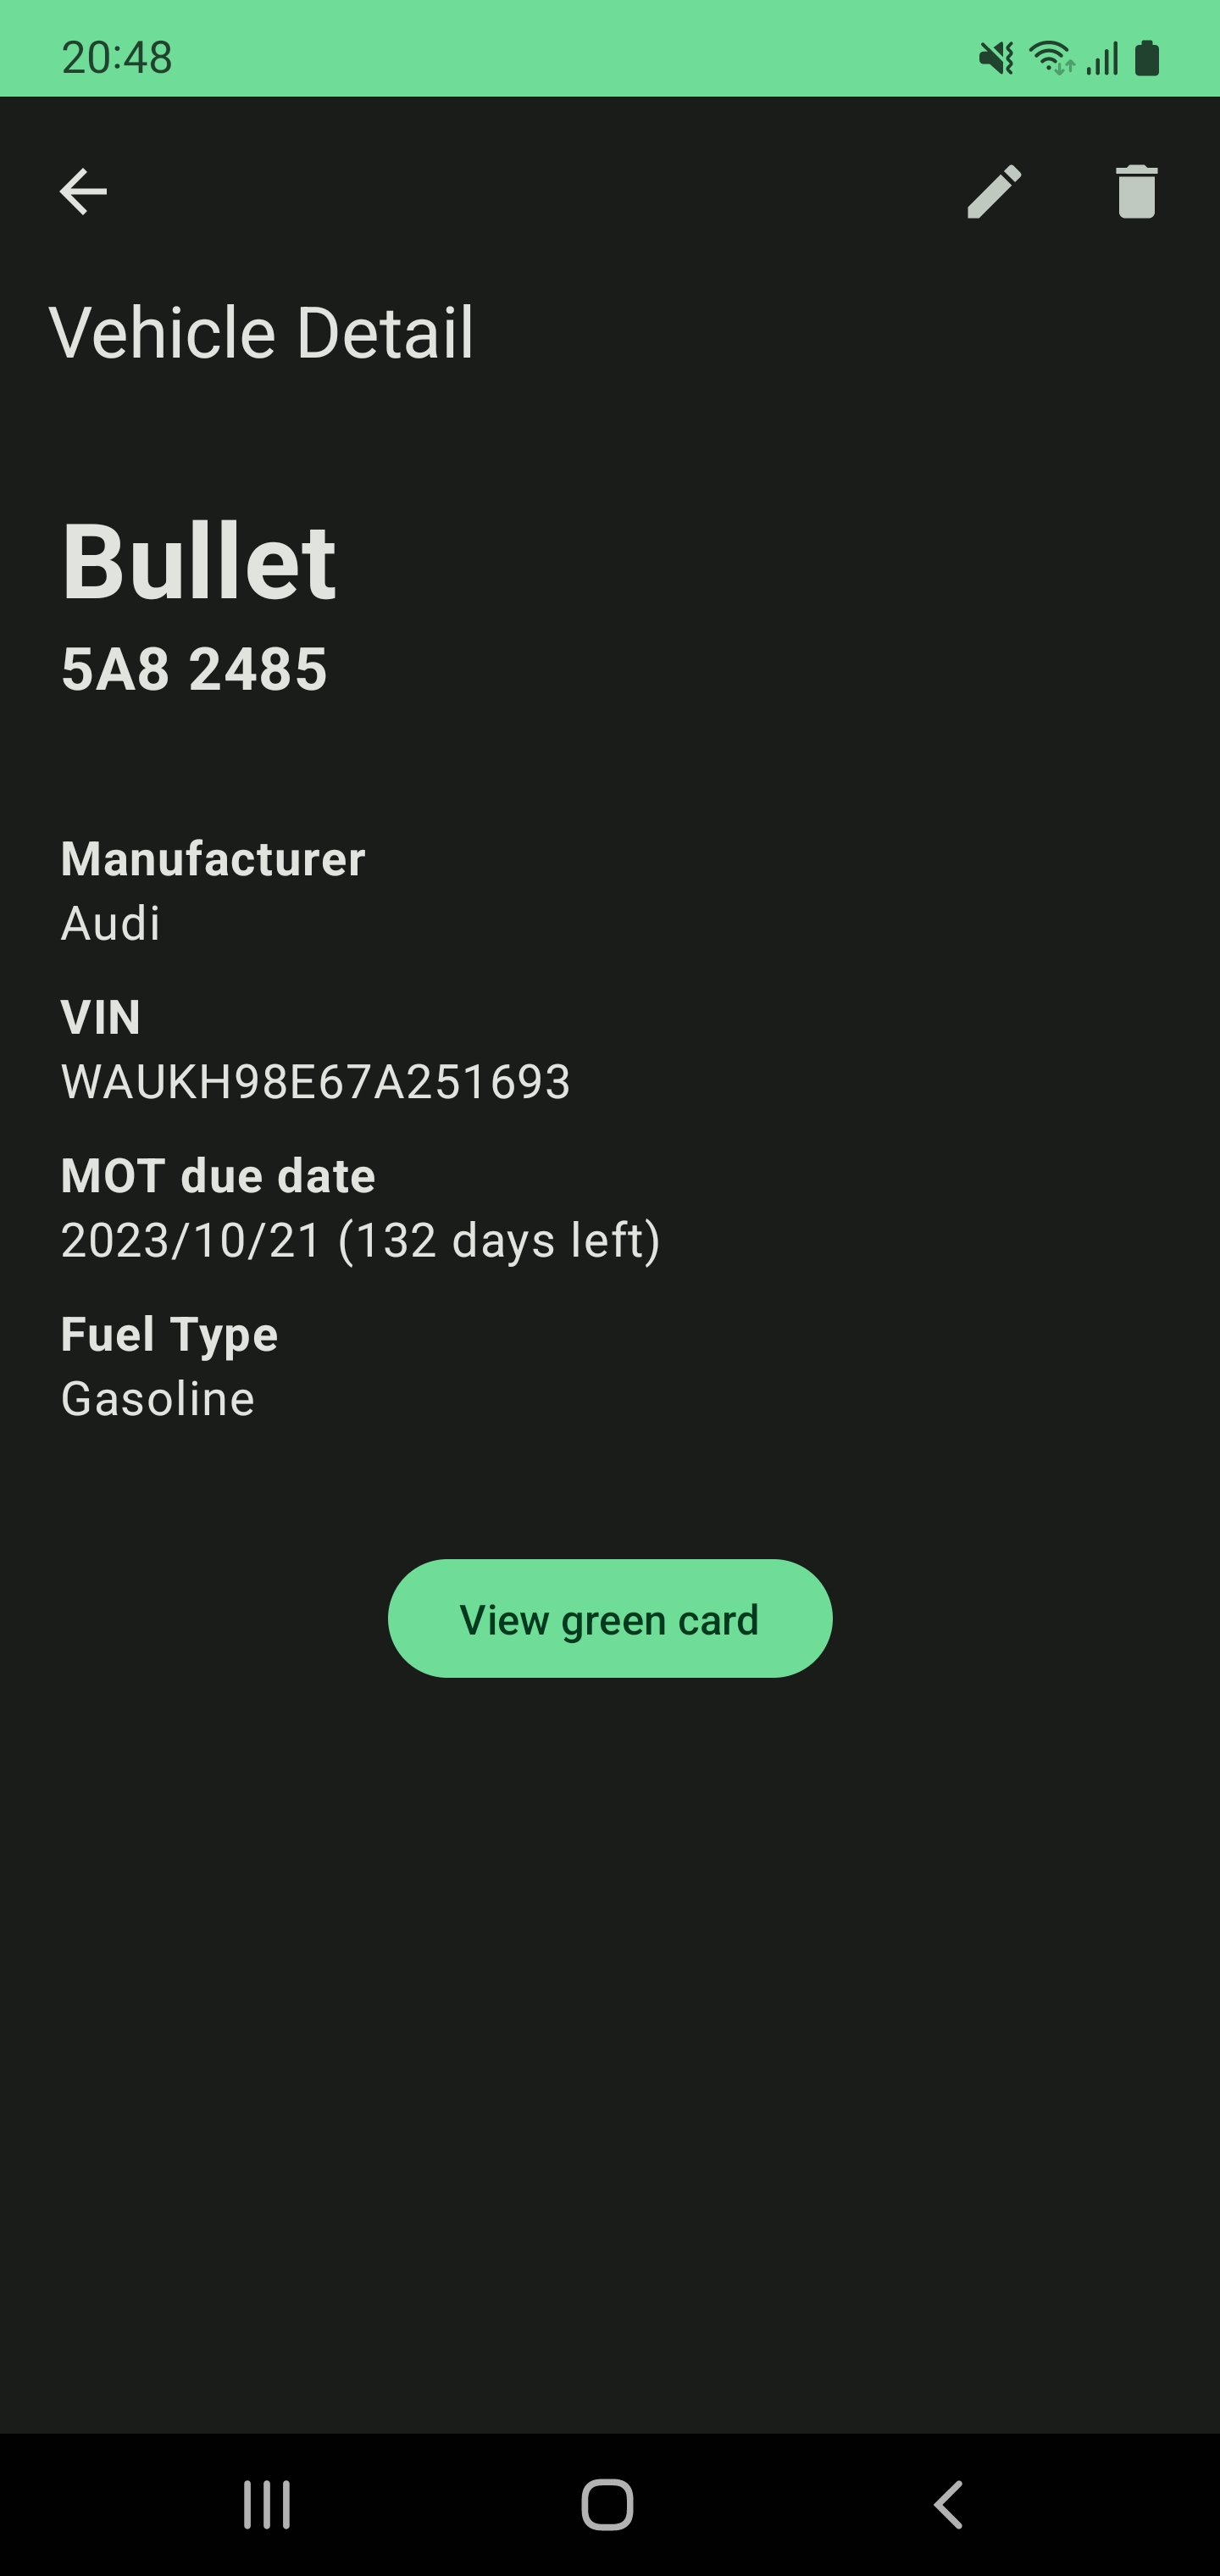 20:48
Vehicle Detail
Bullet
5A8 2485
Manufacturer
Audi
VIN
WAUKH98E67A251693
MOT due date
2023/10/21 (132 days left)
Fuel Type
Gasoline
View green card